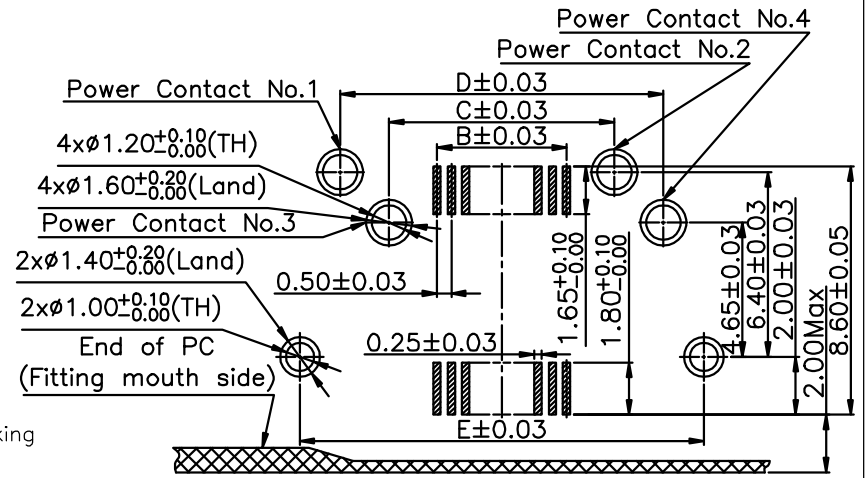 Power Contact No.4
Power Contact No.2
Power Contact No.1
D±0.03
C±0.03
B±0.03
4xø1.20+0.10-0.00(TH)
4xø1.60+0.20-0.00(Land)
Power Contact No.3
2xø1.40+0.20-0.00(Land)
2xø1.00+0.10-0.00(TH)
0.50±0.03
0.25±0.03
1.65+0.10-0.00
1.80+0.10-0.00
4.65±0.03
6.40±0.03
2.00±0.03
2.00Max
8.60±0.05
End of PC
(Fitting mouth side)
E±0.03